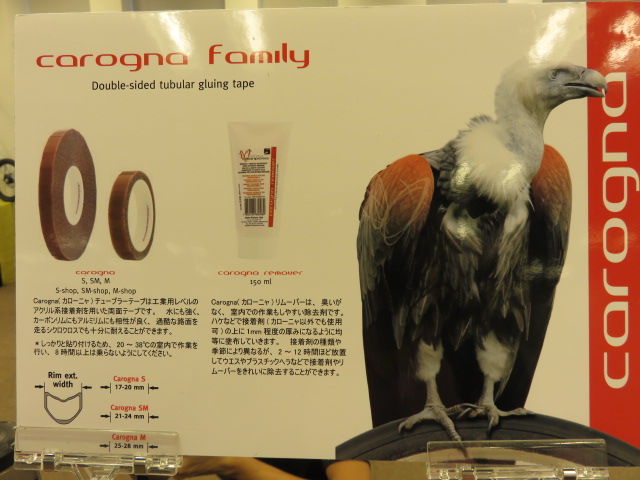 carogna family
Double-sided tubular gluing tape
carogna
S, SM, M
S-shop, SM-shop, M-shop
Carogna(カローニャ)チューブラーテープは工業用レベルの
アクリル系接着剤を用いた両面テープです。 水にも強く、
カーボンリムにもアルミリムにも相性が良く、過酷な路面を
走るシクロクロスでも十分に耐えることができます。
＊しっかりと貼り付けるため、20 ～ 38℃の室内で作業を
行い、8 時間以上は乗らないようにしてください。
Rim ext.
width
Carogna S
17-20 mm
Carogna SM
21-24 mm
Carogna M
25-28 mm
carogna remover
150 ml
Carogna(カローニャ)リムーバーは、臭いがな
く、室内での作業もしやすい除去剤です。
ハケなどで接着剤(カローニャ以外でも使用
可)の上に1mm 程度の厚みになるように均
等に塗布していきます。 接着剤の種類や
季節により異なるが、2 ～ 12 時間ほど放置
してウエスやプラスチックヘラなどで接着剤やリ
ムーバーをきれいに除去することができます。
carogna